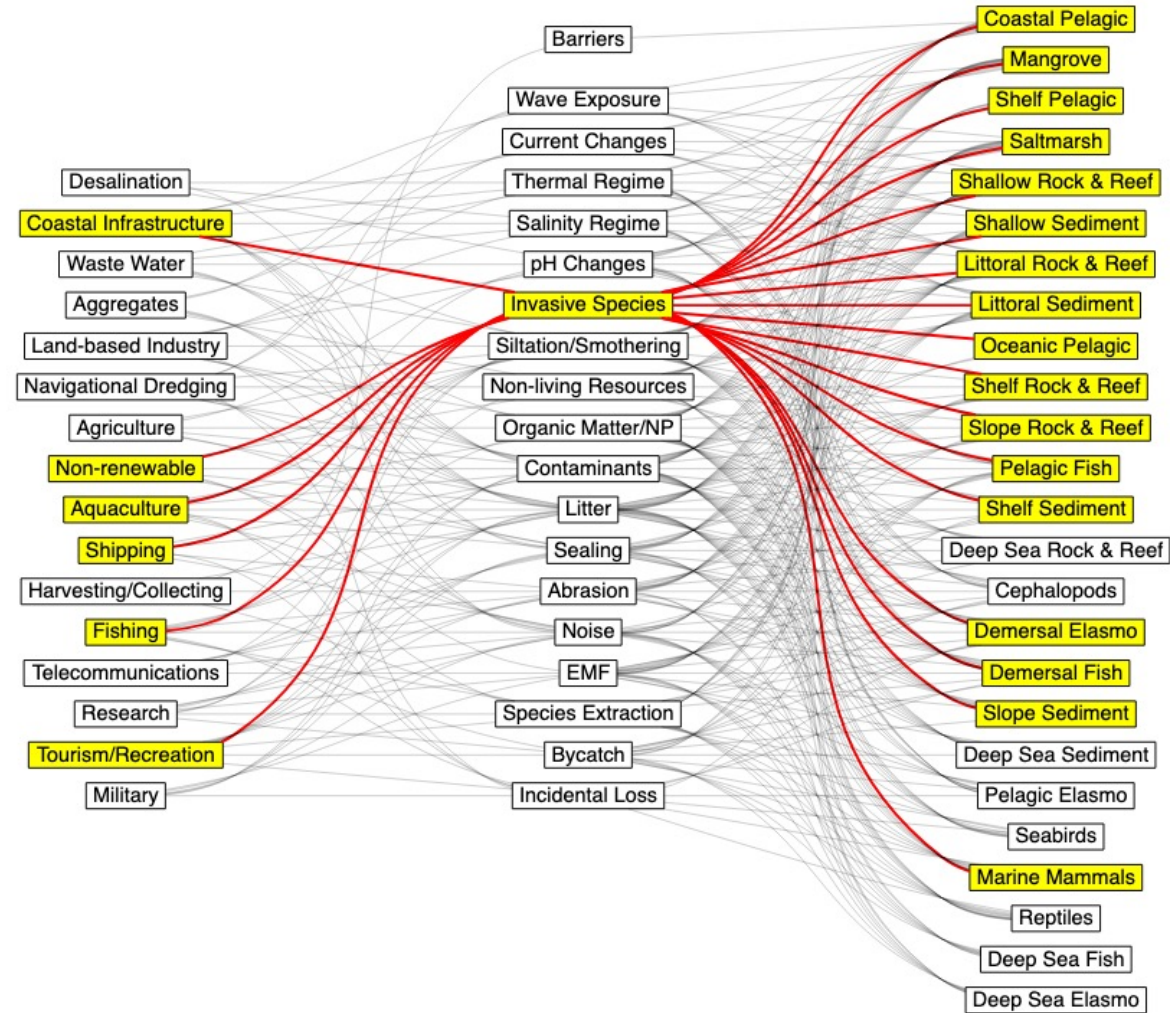 Desalination
Coastal Infrastructure
Waste Water
Aggregates
Land-based Industry
Navigational Dredging
Agriculture
Non-renewable
Aquaculture
Shipping
Harvesting/Collecting
Fishing
Telecommunications
Research
Tourism/Recreation
Military
Barriers
Wave Exposure
Current Changes
Thermal Regime
Salinity Regime
pH Changes
Invasive Species
Siltation/Smothering
Non-living Resources
Organic Matter/NP
Contaminants
Litter
Sealing
Abrasion
Noise
EMF
Species Extraction
Bycatch
Incidental Loss
Coastal Pelagic
Mangrove
Shelf Pelagic
Saltmarsh
Shallow Rock & Reef
Shallow Sediment
Littoral Rock & Reef
Littoral Sediment
Oceanic Pelagic
Shelf Rock & Reef
Slope Rock & Reef
Pelagic Fish
Shelf Sediment
Deep Sea Rock & Reef
Cephalopods
Demersal Elasmo
Demersal Fish
Slope Sediment
Deep Sea Sediment
Pelagic Elasmo
Seabirds
Marine Mammals
Reptiles
Deep Sea Fish
Deep Sea Elasmo